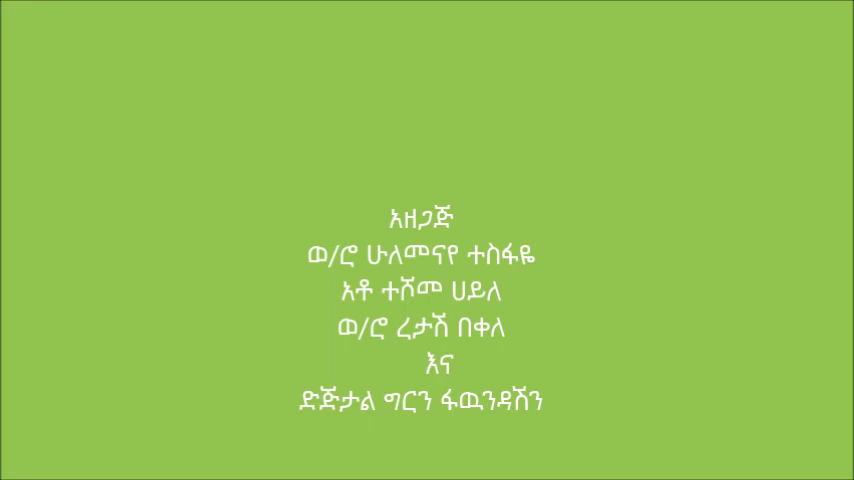 አዘጋጅ
ወ/ሮ ሁለመናየ ተስፋዬ
አቶ ተሾመ ሀይለ
ወ/ሮ ረታሽ በቀለ
እና
ድጅታል ግርን ፋዉንዳሽን